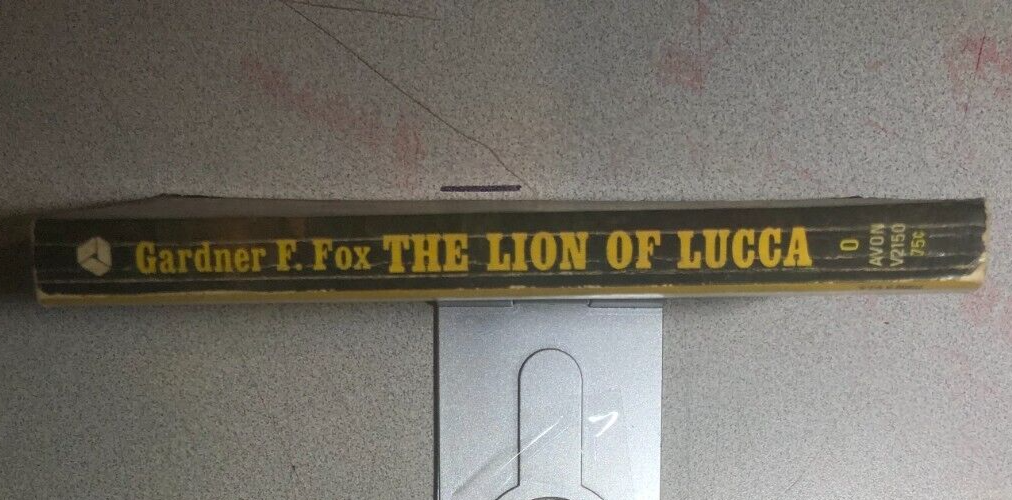 Gardner F. Fox THE LION OF LUCCA
0
AVON
V2150
75¢